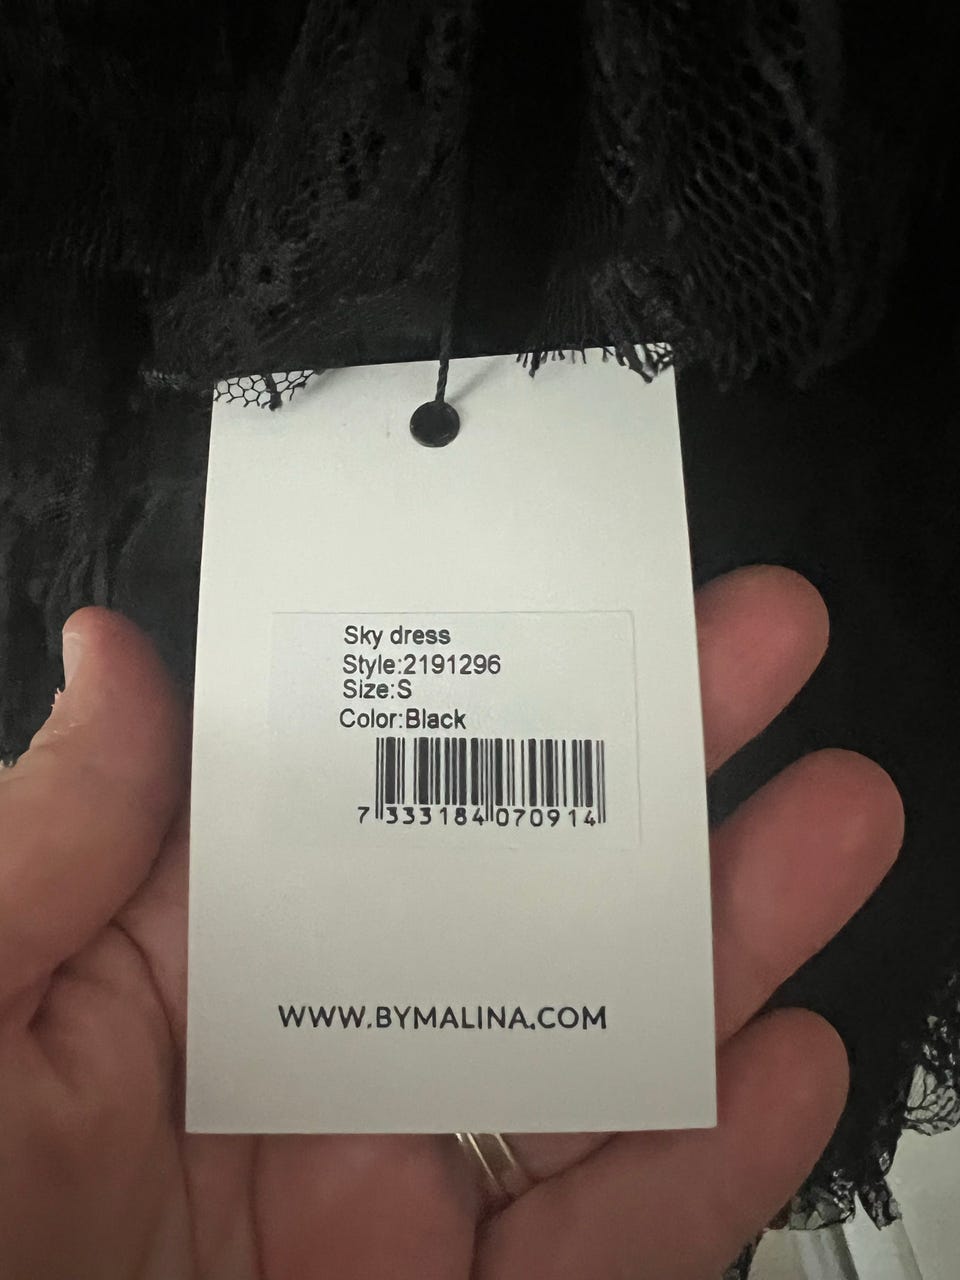 Sky dress
Style:2191296
Size:S
Color:Black
7 333184 070914
WWW.BYMALINA.COM